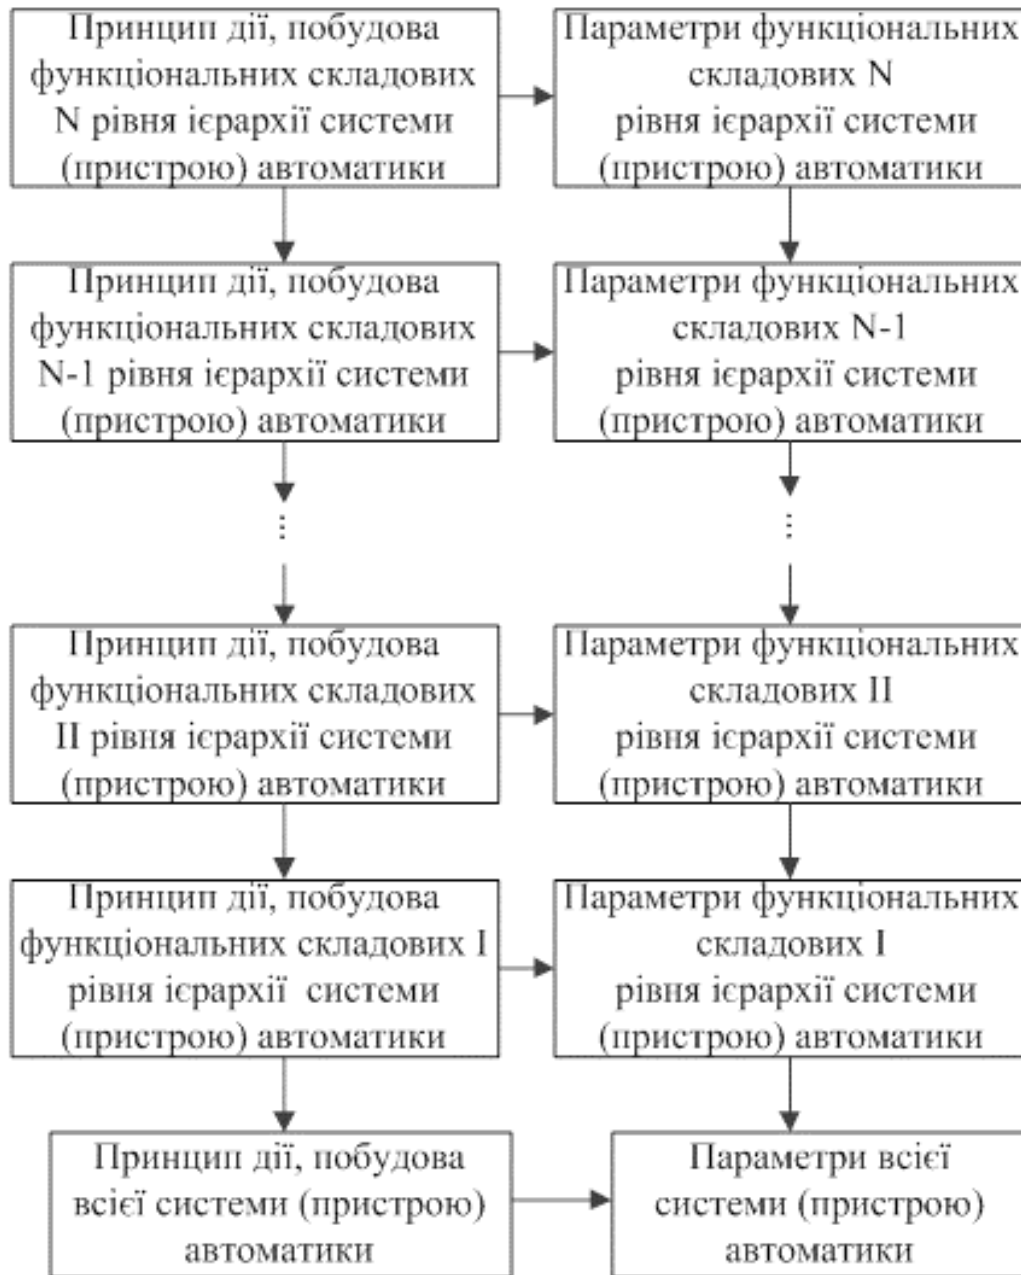 Принцип дії, побудова
функціональних складових
N рівня ієрархії системи
(пристрою) автоматики
Параметри функціональних
складових N
рівня ієрархії системи
(пристрою) автоматики
Принцип дії, побудова
функціональних складових
N-1 рівня ієрархії системи
(пристрою) автоматики
Параметри функціональних
складових N-1
рівня ієрархії системи
(пристрою) автоматики
...
...
Принцип дії, побудова
функціональних складових
II рівня ієрархії системи
(пристрою) автоматики
Параметри функціональних
складових II
рівня ієрархії системи
(пристрою) автоматики
Принцип дії, побудова
функціональних складових I
рівня ієрархії системи
(пристрою) автоматики
Параметри функціональних
складових I
рівня ієрархії системи
(пристрою) автоматики
Принцип дії, побудова
всієї системи (пристрою)
автоматики
Параметри всієї
системи (пристрою)
автоматики